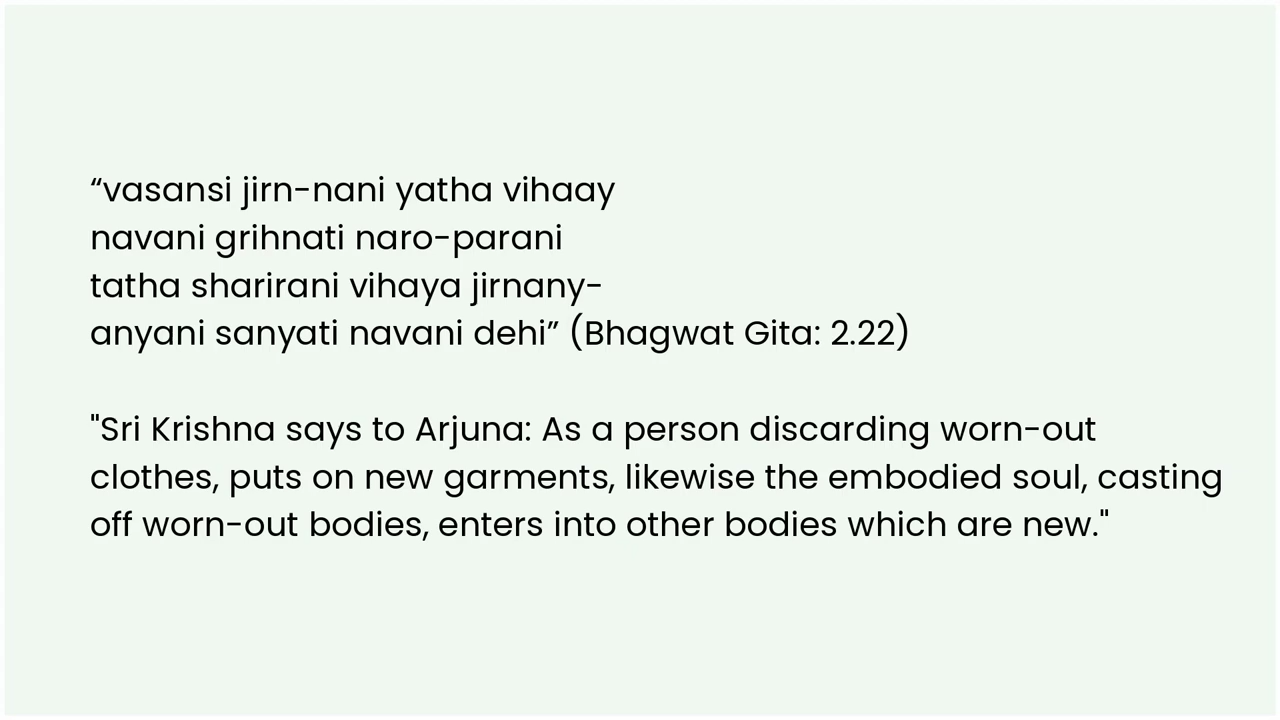 “vasansi jirn-nani yatha vihaay
navani grihnati naro-parani
tatha sharirani vihaya jirnany-
anyani sanyati navani dehi” (Bhagwat Gita: 2.22)
"Sri Krishna says to Arjuna: As a person discarding worn-out
clothes, puts on new garments, likewise the embodied soul, casting
off worn-out bodies, enters into other bodies which are new."